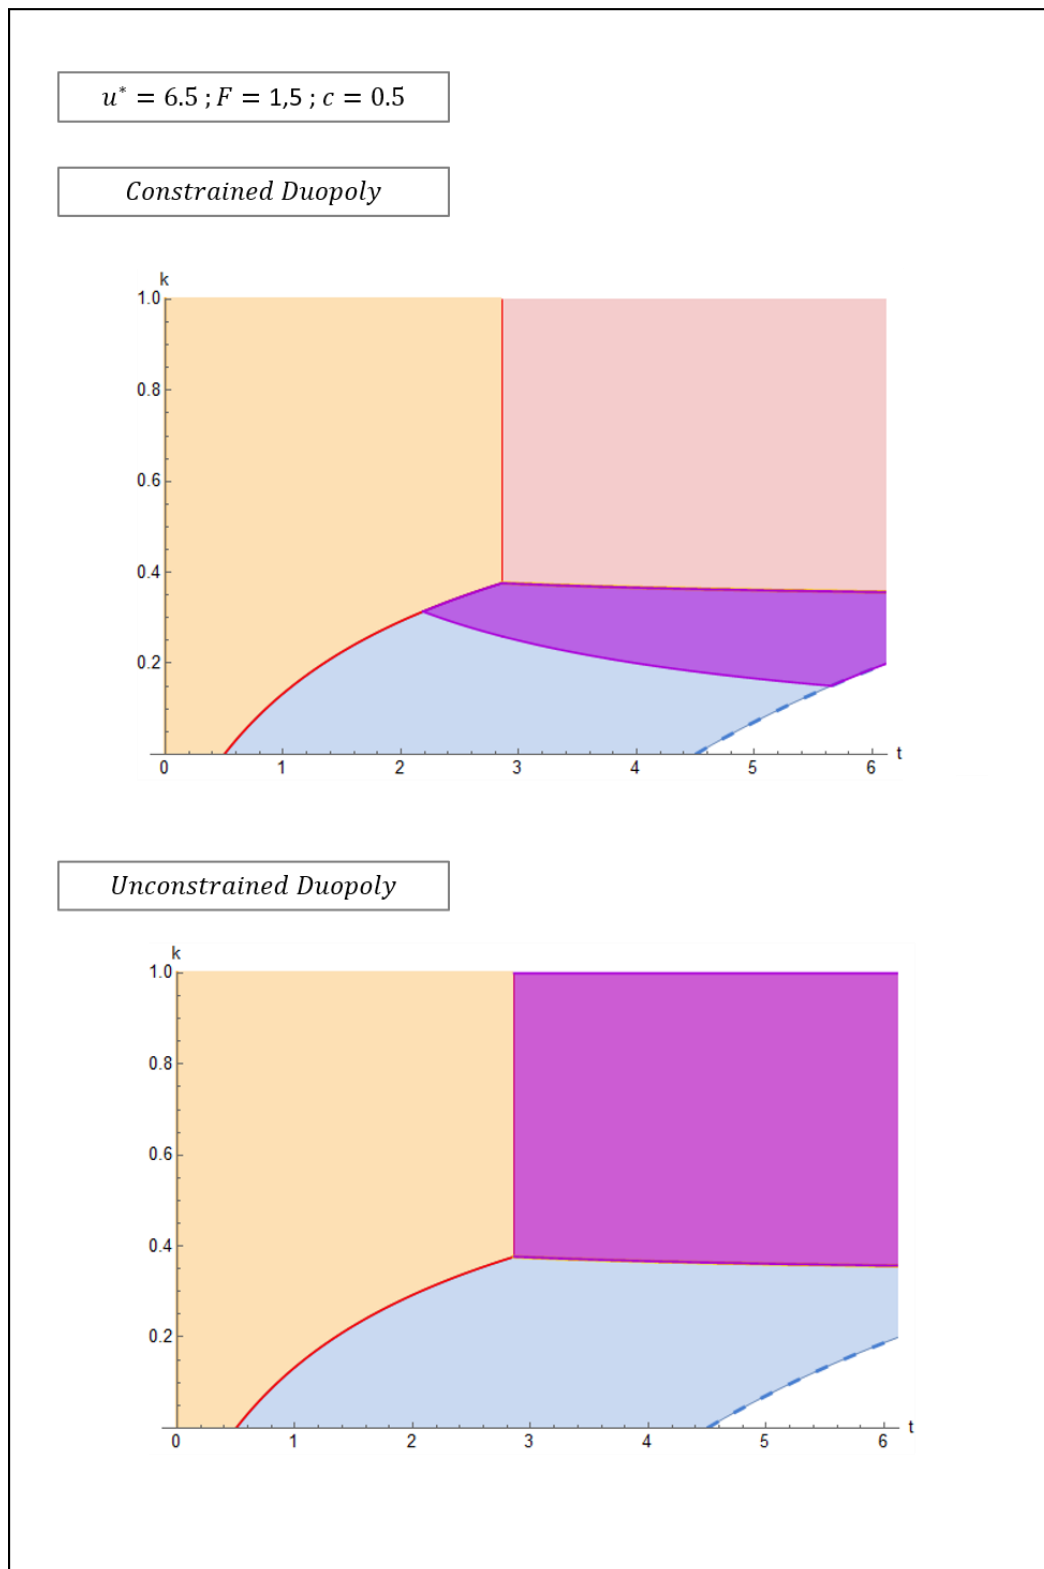 u* = 6.5 ; F = 1,5 ; c = 0.5
Constrained Duopoly
k
1.0
0.8
0.6
0.4
0.2
0 1 2 3 4 5 6 t
Unconstrained Duopoly
k
1.0
0.8
0.6
0.4
0.2
0 1 2 3 4 5 6 t